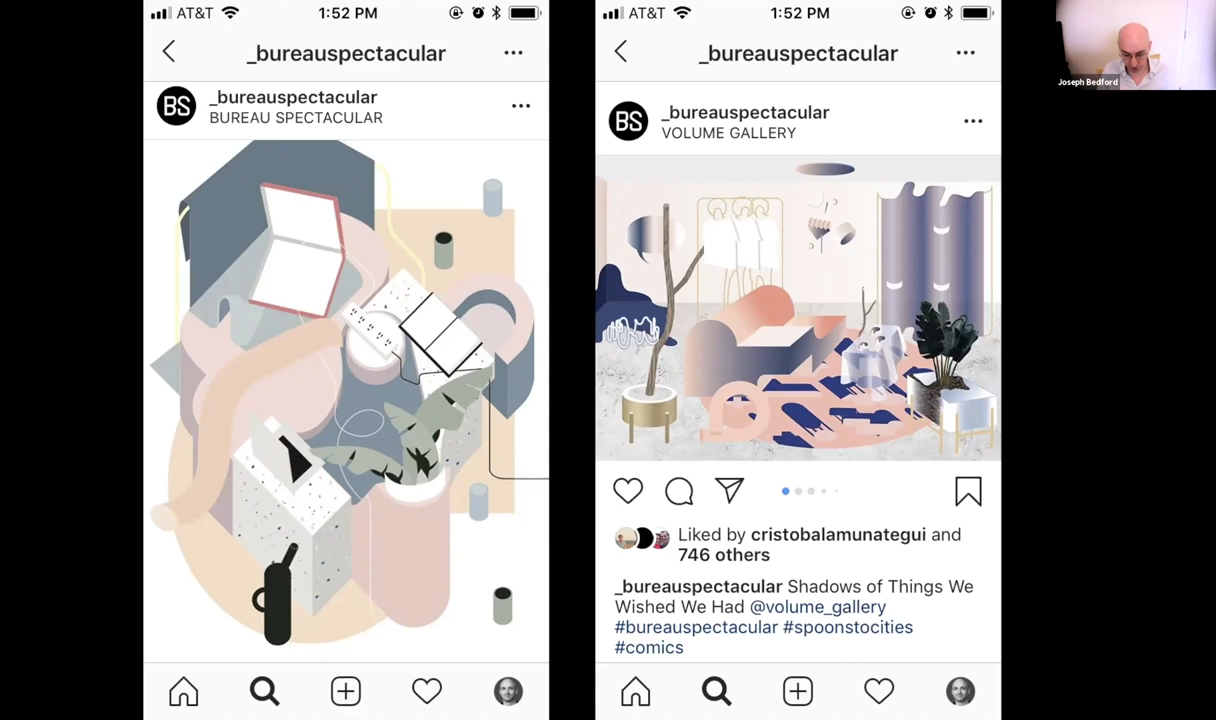 AT&T
1:52 PM
_bureauspectacular
BS
_bureauspectacular
BUREAU SPECTACULAR
AT&T
1:52 PM
_bureauspectacular
BS
_bureauspectacular
VOLUME GALLERY
Liked by cristobalamunategui and
746 others
_bureauspectacular Shadows of Things We
Wished We Had @volume_gallery
#bureauspectacular #spoonstocities
#comics
Joseph Bedford